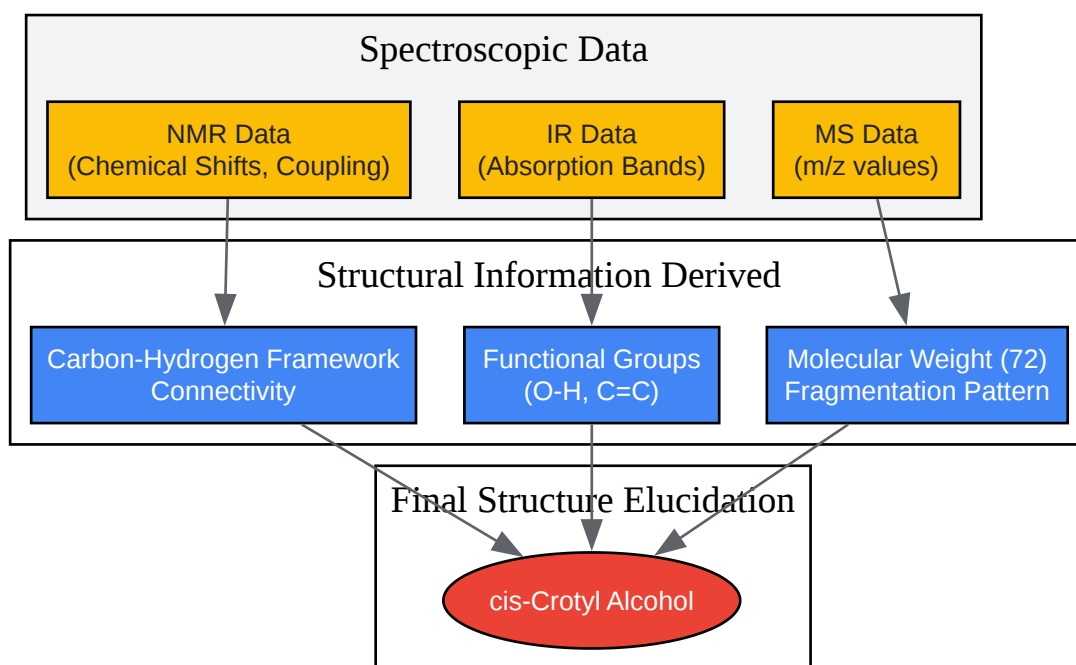 Spectroscopic Data
NMR Data
(Chemical Shifts, Coupling)
IR Data
(Absorption Bands)
MS Data
(m/z values)
Structural Information Derived
Carbon-Hydrogen Framework
Connectivity
Functional Groups
(O-H, C=C)
Molecular Weight (72)
Fragmentation Pattern
Final Structure Elucidation
cis-Crotyl Alcohol